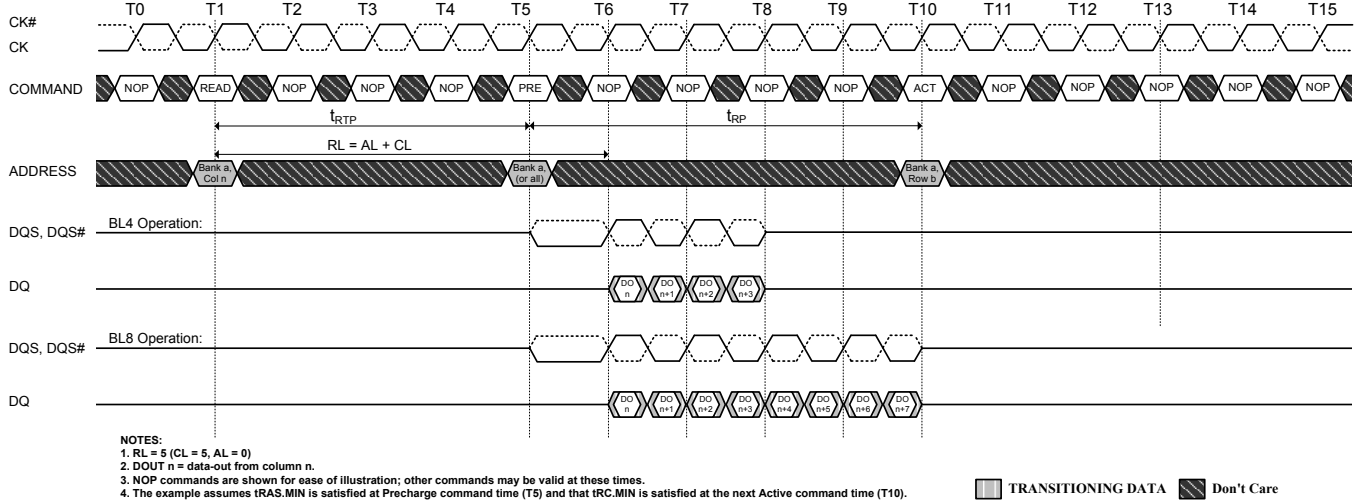 T0 T1 T2 T3 T4 T5 T6 T7 T8 T9 T10 T11 T12 T13 T14 T15
CK#
CK
COMMAND NOP READ NOP NOP NOP PRE NOP NOP NOP NOP ACT NOP NOP NOP NOP NOP
tRTP tRP
RL = AL + CL
ADDRESS Bank a, Col n Bank a, (or all) Bank a, Row b
BL4 Operation:
DQS, DQS#
DQ DO n DO n+1 DO n+2 DO n+3
BL8 Operation:
DQS, DQS#
DQ DO n DO n+1 DO n+2 DO n+3 DO n+4 DO n+5 DO n+6 DO n+7
NOTES:
1. RL = 5 (CL = 5, AL = 0)
2. DOUT n = data-out from column n.
3. NOP commands are shown for ease of illustration; other commands may be valid at these times.
4. The example assumes tRAS.MIN is satisfied at Precharge command time (T5) and that tRC.MIN is satisfied at the next Active command time (T10).
TRANSITIONING DATA Don't Care